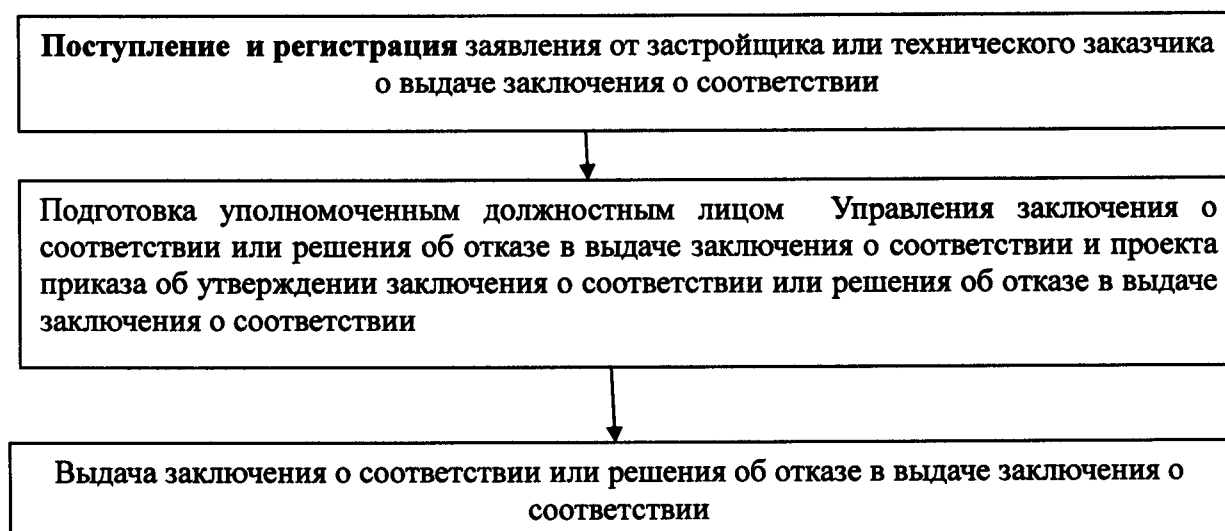 Поступление и регистрация заявления от застройщика или технического заказчика
о выдаче заключения о соответствии
Подготовка уполномоченным должностным лицом Управления заключения о
соответствии или решения об отказе в выдаче заключения о соответствии и проекта
приказа об утверждении заключения о соответствии или решения об отказе в выдаче
заключения о соответствии
Выдача заключения о соответствии или решения об отказе в выдаче заключения о
соответствии